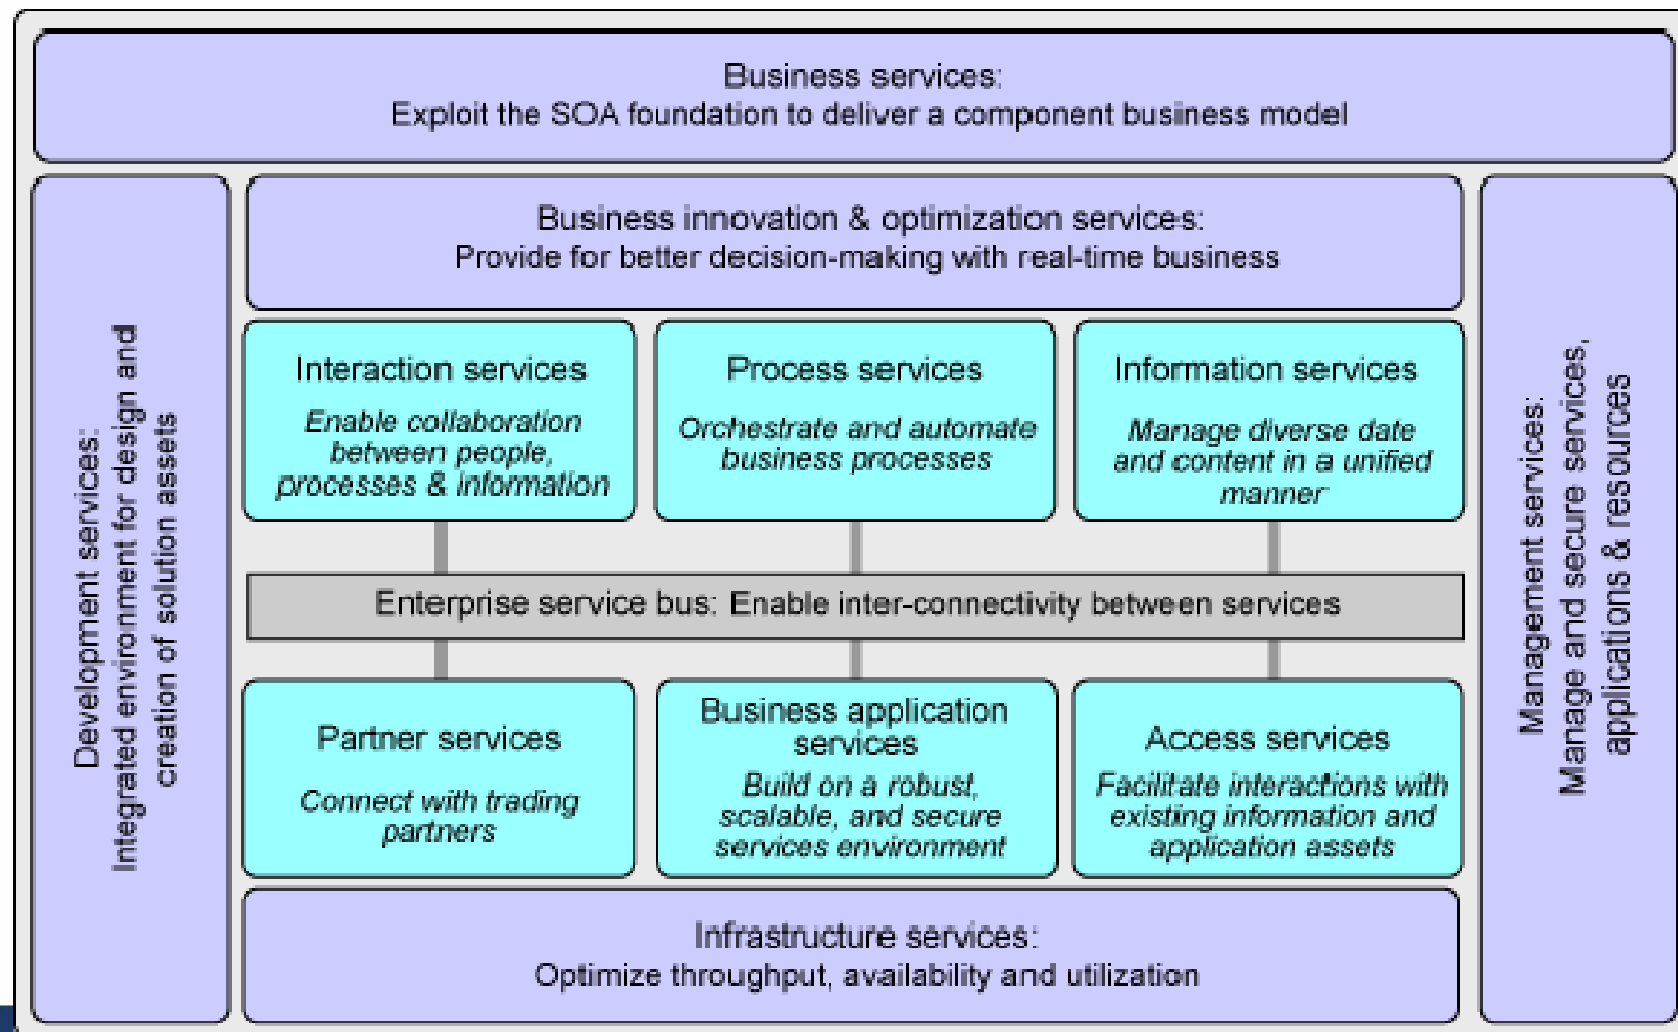 Business services:
Exploit the SOA foundation to deliver a component business model
Development services:
Integrated environment for design and
creation of solution assets
Business innovation & optimization services:
Provide for better decision-making with real-time business
Interaction services
Enable collaboration
between people,
processes & information
Process services
Orchestrate and automate
business processes
Information services
Manage diverse date
and content in a unified
manner
Enterprise service bus: Enable inter-connectivity between services
Partner services
Connect with trading
partners
Business application
services
Build on a robust,
scalable, and secure
services environment
Access services
Facilitate interactions with
existing information and
application assets
Infrastructure services:
Optimize throughput, availability and utilization
Management services:
Manage and secure services,
applications & resources